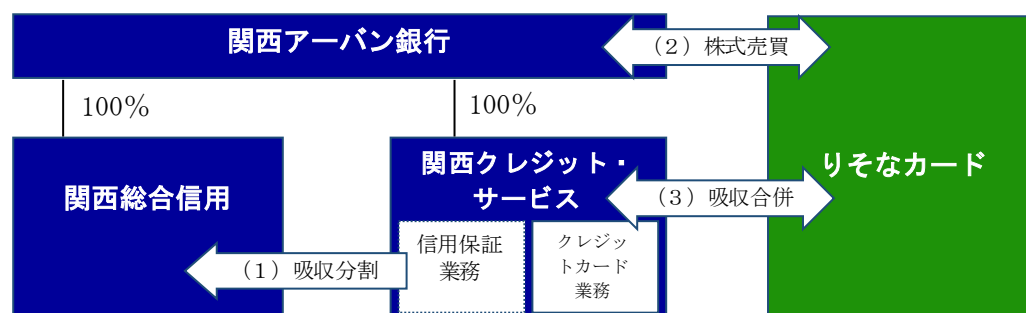 関西アーバン銀行
(2)株式売買
100%
100%
関西総合信用
関西クレジット・
サービス
りそなカード
(3)吸収合併
信用保証
業務
クレジッ
トカード
業務
(1)吸収分割